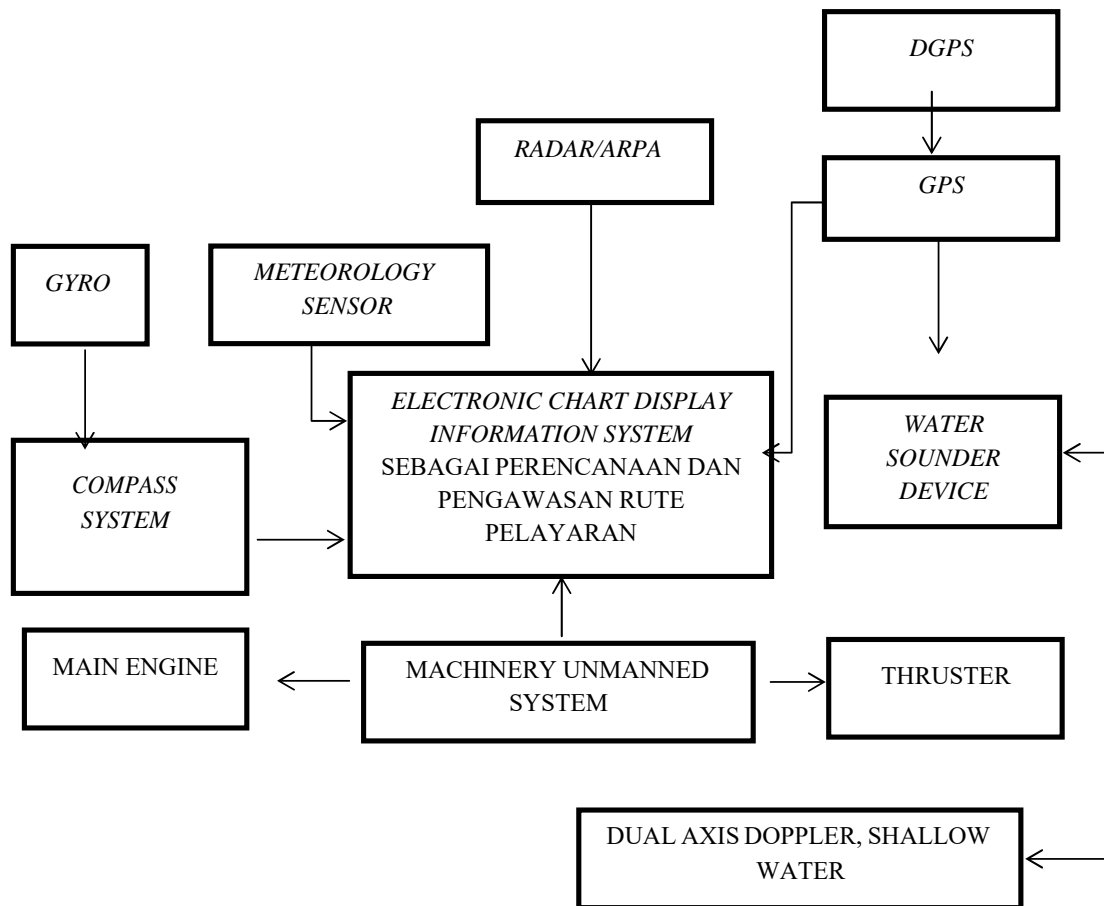 DGPS
RADAR/ARPA
GPS
GYRO
METEOROLOGY
SENSOR
ELECTRONIC CHART DISPLAY
INFORMATION SYSTEM
SEBAGAI PERENCANAAN DAN
PENGAWASAN RUTE
PELAYARAN
WATER
SOUNDER
DEVICE
COMPASS
SYSTEM
MAIN ENGINE
MACHINERY UNMANNED
SYSTEM
THRUSTER
DUAL AXIS DOPPLER, SHALLOW
WATER